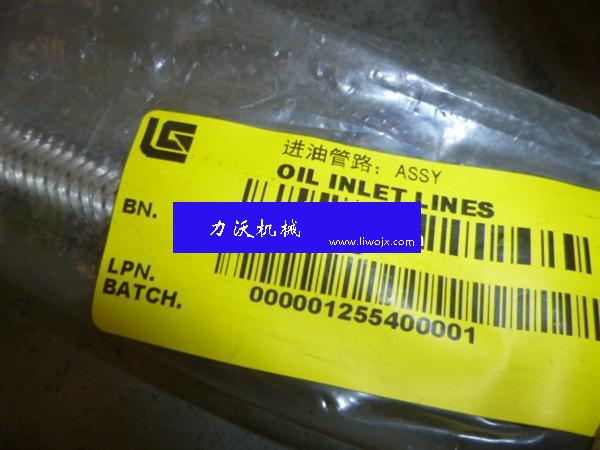 LG
进油管路：ASSY
OIL INLET LINES
BN.
力沃机械
www.liwojx.com
LPN.
BATCH.
000001255400001